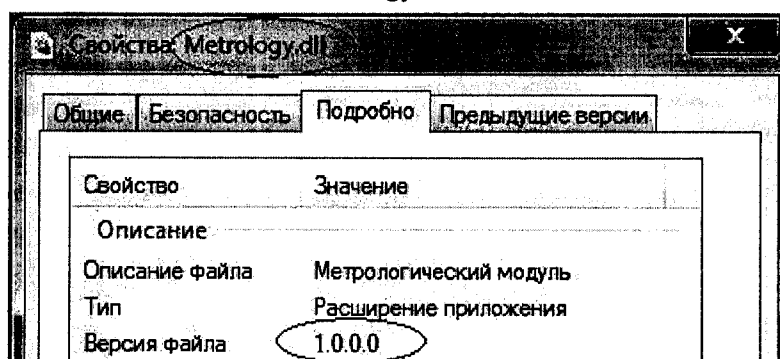 Свойства: Metrology.dll
Общие Безопасность Подробно Предыдущие версии
Свойство Значение
Описание
Описание файла Метрологический модуль
Тип Расширение приложения
Версия файла 1.0.0.0